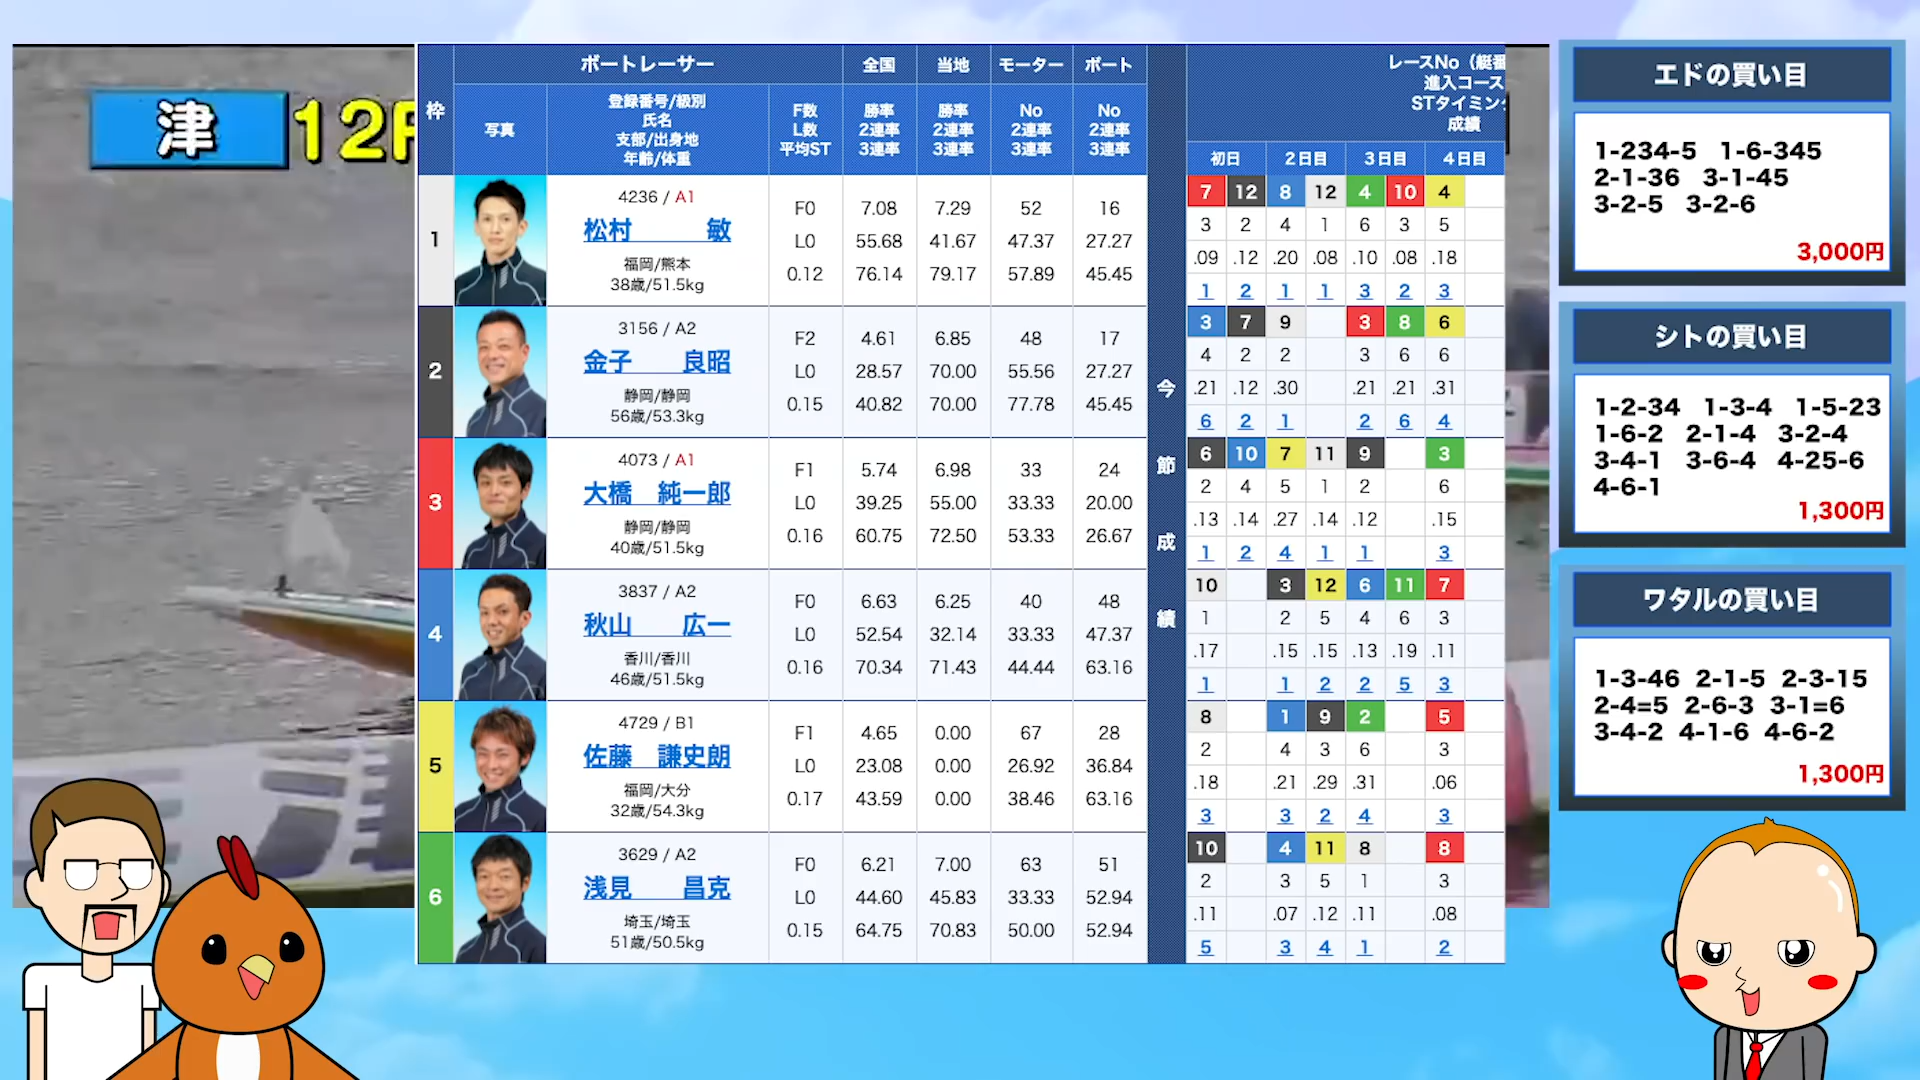 津 12R
枠 ボートレーサー 全国 当地 モーター ボート
写真 登録番号/級別 氏名 支部/出身地 年齢/体重 F数 L数 平均ST 勝率 2連率 3連率 勝率 2連率 3連率 No 2連率 3連率 No 2連率 3連率
今節成績
レースNo（艇番
進入コース
STタイミング
成績
初日 2日目 3日目 4日目
1 4236 / A1 F0 7.08 7.29 52 16 7 12 8 12 4 10 4
松村 敏 L0 55.68 41.67 47.37 27.27 3 2 4 1 6 3 5
福岡/熊本 0.12 76.14 79.17 57.89 45.45 .09 .12 .20 .08 .10 .08 .18
38歳/51.5kg 1 2 1 1 3 2 3
2 3156 / A2 F2 4.61 6.85 48 17 3 7 9 3 8 6
金子 良昭 L0 28.57 70.00 55.56 27.27 4 2 2 3 6 6
静岡/静岡 0.15 40.82 70.00 77.78 45.45 .21 .12 .30 .21 .21 .31
56歳/53.3kg 6 2 1 2 6 4
3 4073 / A1 F1 5.74 6.98 33 24 6 10 7 11 9 3
大橋 純一郎 L0 39.25 55.00 33.33 20.00 2 4 5 1 2 6
静岡/静岡 0.16 60.75 72.50 53.33 26.67 .13 .14 .27 .14 .12 .15
40歳/51.5kg 1 2 4 1 1 3
4 3837 / A2 F0 6.63 6.25 40 48 10 3 12 6 11 7
秋山 広一 L0 52.54 32.14 33.33 47.37 1 2 5 4 6 3
香川/香川 0.16 70.34 71.43 44.44 63.16 .17 .15 .15 .13 .19 .11
46歳/51.5kg 1 1 2 2 5 3
5 4729 / B1 F1 4.65 0.00 67 28 8 1 9 2 5
佐藤 謙史朗 L0 23.08 0.00 26.92 36.84 2 4 3 6 3
福岡/大分 0.17 43.59 0.00 38.46 63.16 .18 .21 .29 .31 .06
32歳/54.3kg 3 3 2 4 3
6 3629 / A2 F0 6.21 7.00 63 51 10 4 11 8 8
浅見 昌克 L0 44.60 45.83 33.33 52.94 2 3 5 1 3
埼玉/埼玉 0.15 64.75 70.83 50.00 52.94 .11 .07 .12 .11 .08
51歳/50.5kg 5 3 4 1 2
エドの買い目
1-234-5 1-6-345
2-1-36 3-1-45
3-2-5 3-2-6
3,000円
シトの買い目
1-2-34 1-3-4 1-5-23
1-6-2 2-1-4 3-2-4
3-4-1 3-6-4 4-25-6
4-6-1
1,300円
ワタルの買い目
1-3-46 2-1-5 2-3-15
2-4=5 2-6-3 3-1=6
3-4-2 4-1-6 4-6-2
1,300円